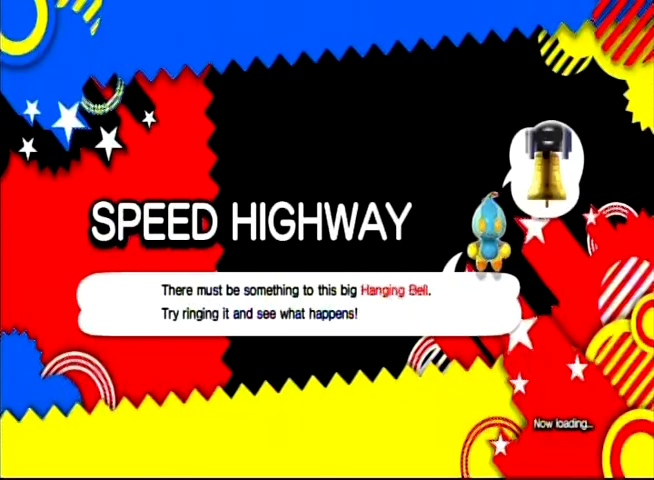 SPEED HIGHWAY
There must be something to this big Hanging Bell.
Try ringing it and see what happens!
Now loading...